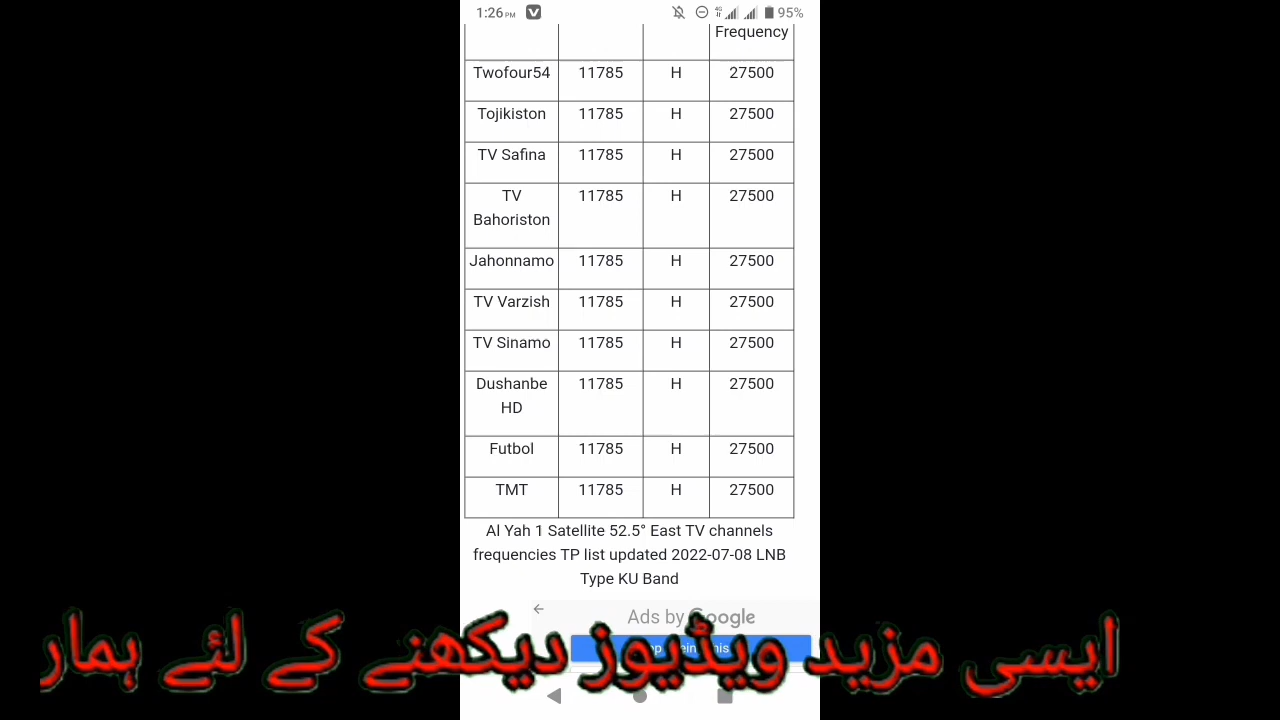 1:26 PM V 4G 95%
Frequency
Twofour54 11785 H 27500
Tojikiston 11785 H 27500
TV Safina 11785 H 27500
TV
Bahoriston 11785 H 27500
Jahonnamo 11785 H 27500
TV Varzish 11785 H 27500
TV Sinamo 11785 H 27500
Dushanbe
HD 11785 H 27500
Futbol 11785 H 27500
TMT 11785 H 27500
Al Yah 1 Satellite 52.5° East TV channels
frequencies TP list updated 2022-07-08 LNB
Type KU Band
Ads by Google
ایسی مزید ویڈیوز دیکھنے کے لئے ہمار